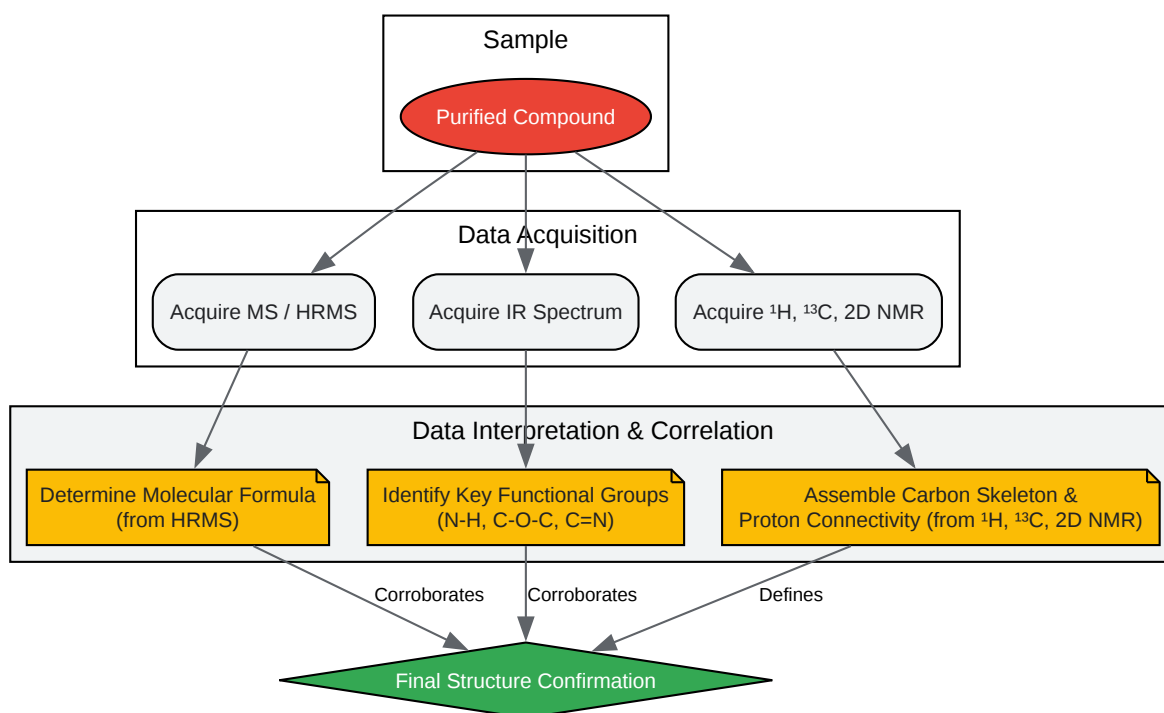 Sample
Purified Compound
Data Acquisition
Acquire MS / HRMS
Acquire IR Spectrum
Acquire ¹H, ¹³C, 2D NMR
Data Interpretation & Correlation
Determine Molecular Formula
(from HRMS)
Identify Key Functional Groups
(N-H, C-O-C, C=N)
Assemble Carbon Skeleton &
Proton Connectivity (from ¹H, ¹³C, 2D NMR)
Corroborates
Corroborates
Defines
Final Structure Confirmation